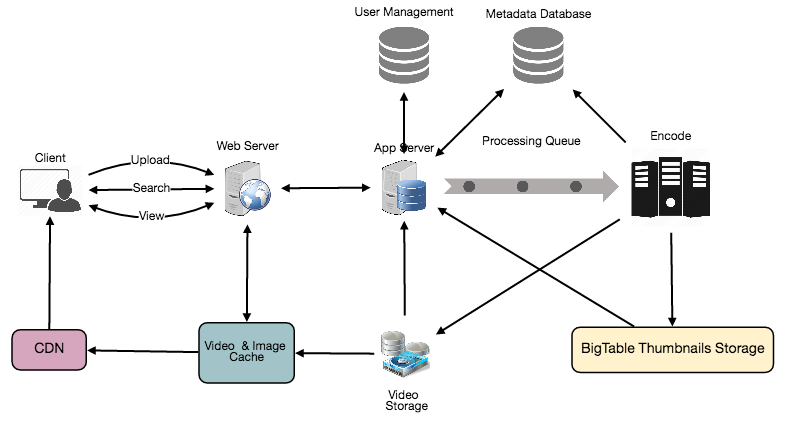 User Management
Metadata Database
Processing Queue
Encode
App Server
Web Server
Client
Upload
Search
View
CDN
Video & Image
Cache
Video
Storage
BigTable Thumbnails Storage